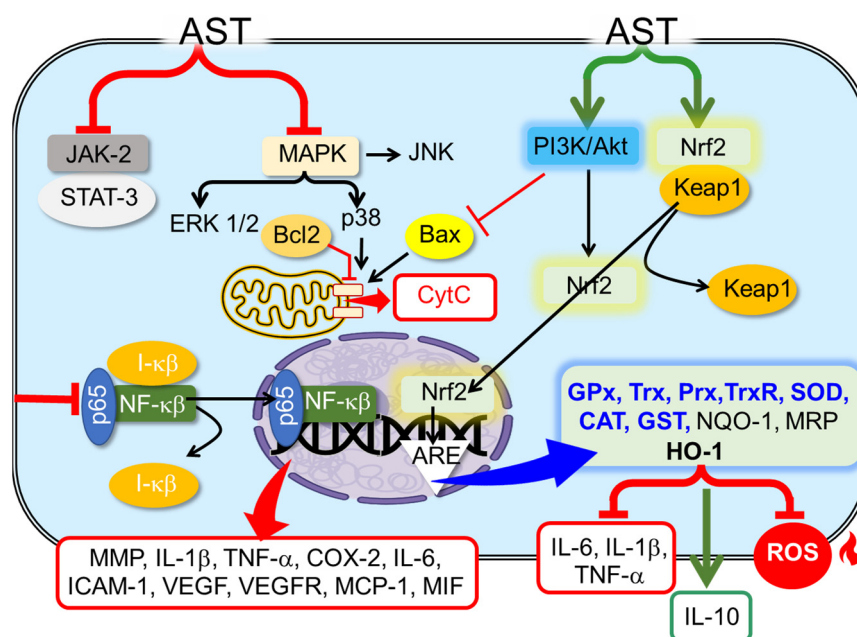 AST
AST
JAK-2
STAT-3
MAPK
JNK
ERK 1/2
p38
Bcl2
Bax
CytC
PI3K/Akt
Nrf2
Keap1
Nrf2
Keap1
I-κβ
p65
NF-κβ
I-κβ
p65
NF-κβ
Nrf2
ARE
GPx, Trx, Prx,TrxR, SOD,
CAT, GST, NQO-1, MRP
HO-1
MMP, IL-1β, TNF-α, COX-2, IL-6,
ICAM-1, VEGF, VEGFR, MCP-1, MIF
IL-6, IL-1β,
TNF-α
ROS
IL-10